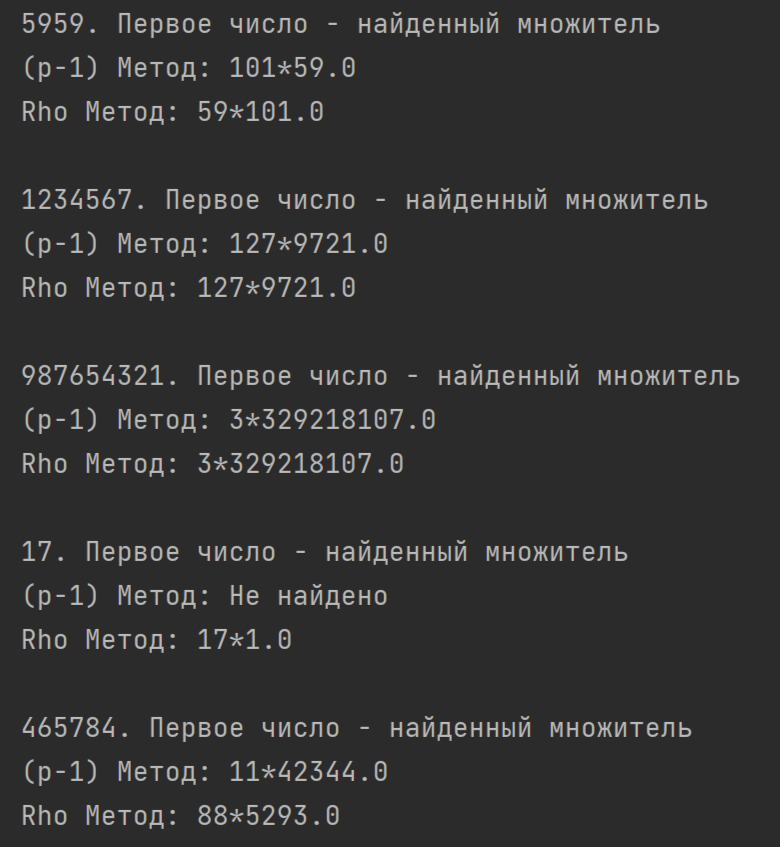 5959. Первое число - найденный множитель
(p-1) Метод: 101*59.0
Rho Метод: 59*101.0
1234567. Первое число - найденный множитель
(p-1) Метод: 127*9721.0
Rho Метод: 127*9721.0
987654321. Первое число - найденный множитель
(p-1) Метод: 3*329218107.0
Rho Метод: 3*329218107.0
17. Первое число - найденный множитель
(p-1) Метод: Не найдено
Rho Метод: 17*1.0
465784. Первое число - найденный множитель
(p-1) Метод: 11*42344.0
Rho Метод: 88*5293.0